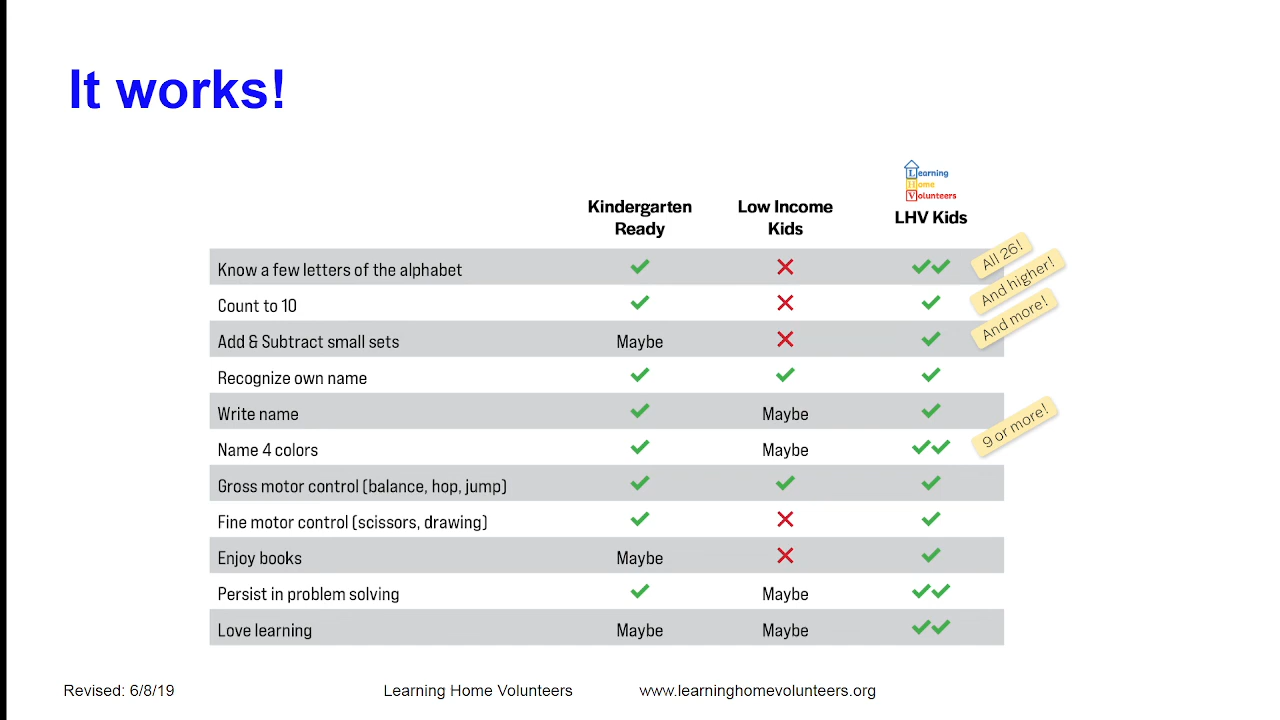 It works!
Learning
Home
Volunteers
Kindergarten Ready
Low Income Kids
LHV Kids
Know a few letters of the alphabet
All 26!
Count to 10
And higher!
Add & Subtract small sets Maybe
And more!
Recognize own name
Write name Maybe
Name 4 colors Maybe
9 or more!
Gross motor control (balance, hop, jump)
Fine motor control (scissors, drawing)
Enjoy books Maybe
Persist in problem solving Maybe
Love learning Maybe Maybe
Revised: 6/8/19 Learning Home Volunteers www.learninghomevolunteers.org